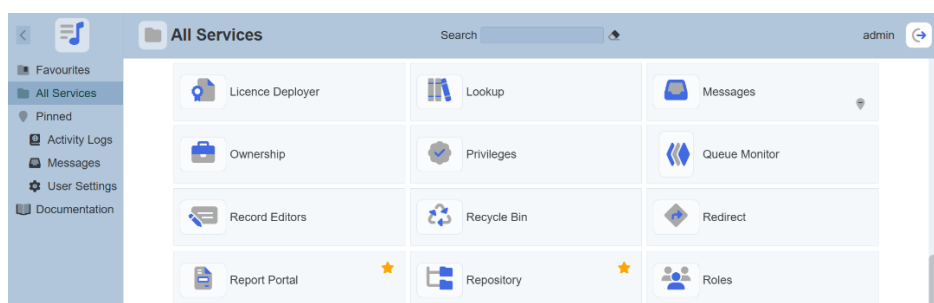 All Services
Search
admin
Favourites
All Services
Pinned
Activity Logs
Messages
User Settings
Documentation
Licence Deployer
Lookup
Messages
Ownership
Privileges
Queue Monitor
Record Editors
Recycle Bin
Redirect
Report Portal
Repository
Roles